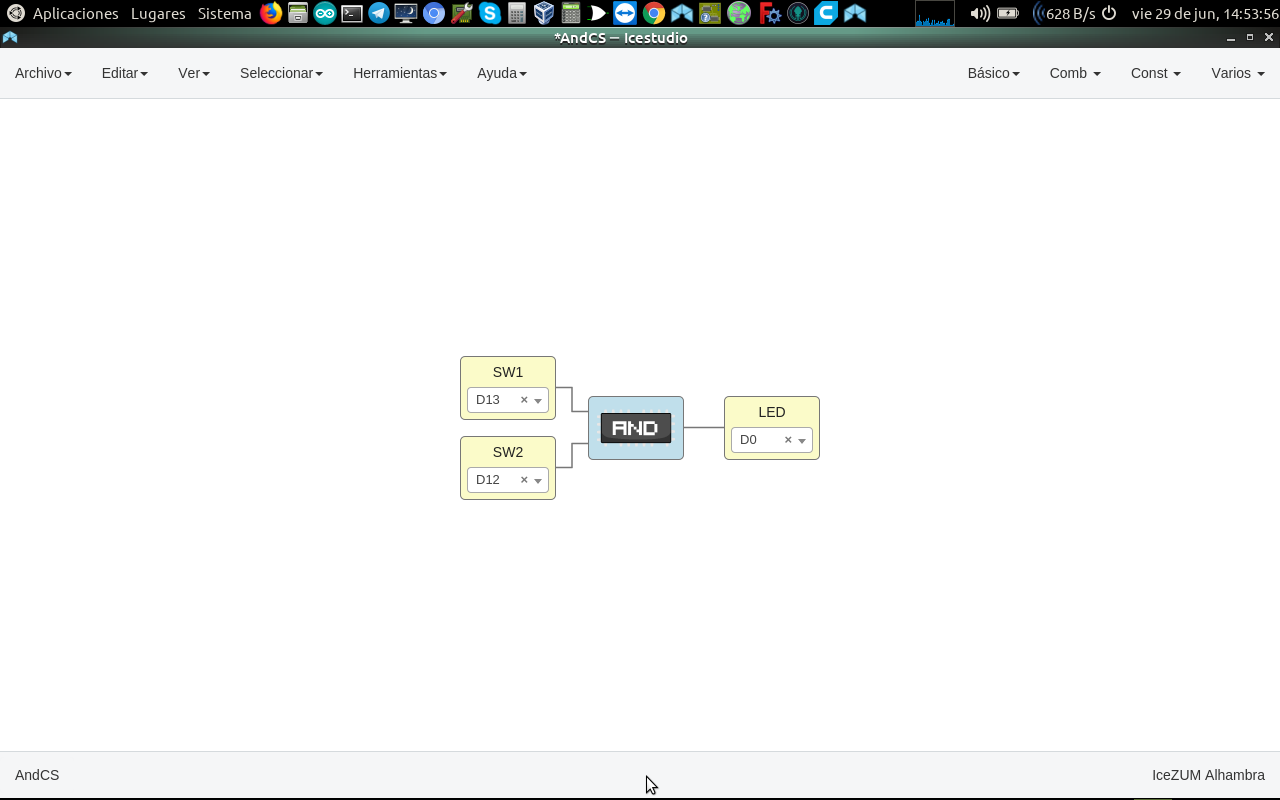 Aplicaciones Lugares Sistema 628 B/s vie 29 de jun, 14:53:56
*AndCS — Icestudio
Archivo Editar Ver Seleccionar Herramientas Ayuda Básico Comb Const Varios
SW1
D13 ×
SW2
D12 ×
AND
LED
D0 ×
AndCS IceZUM Alhambra